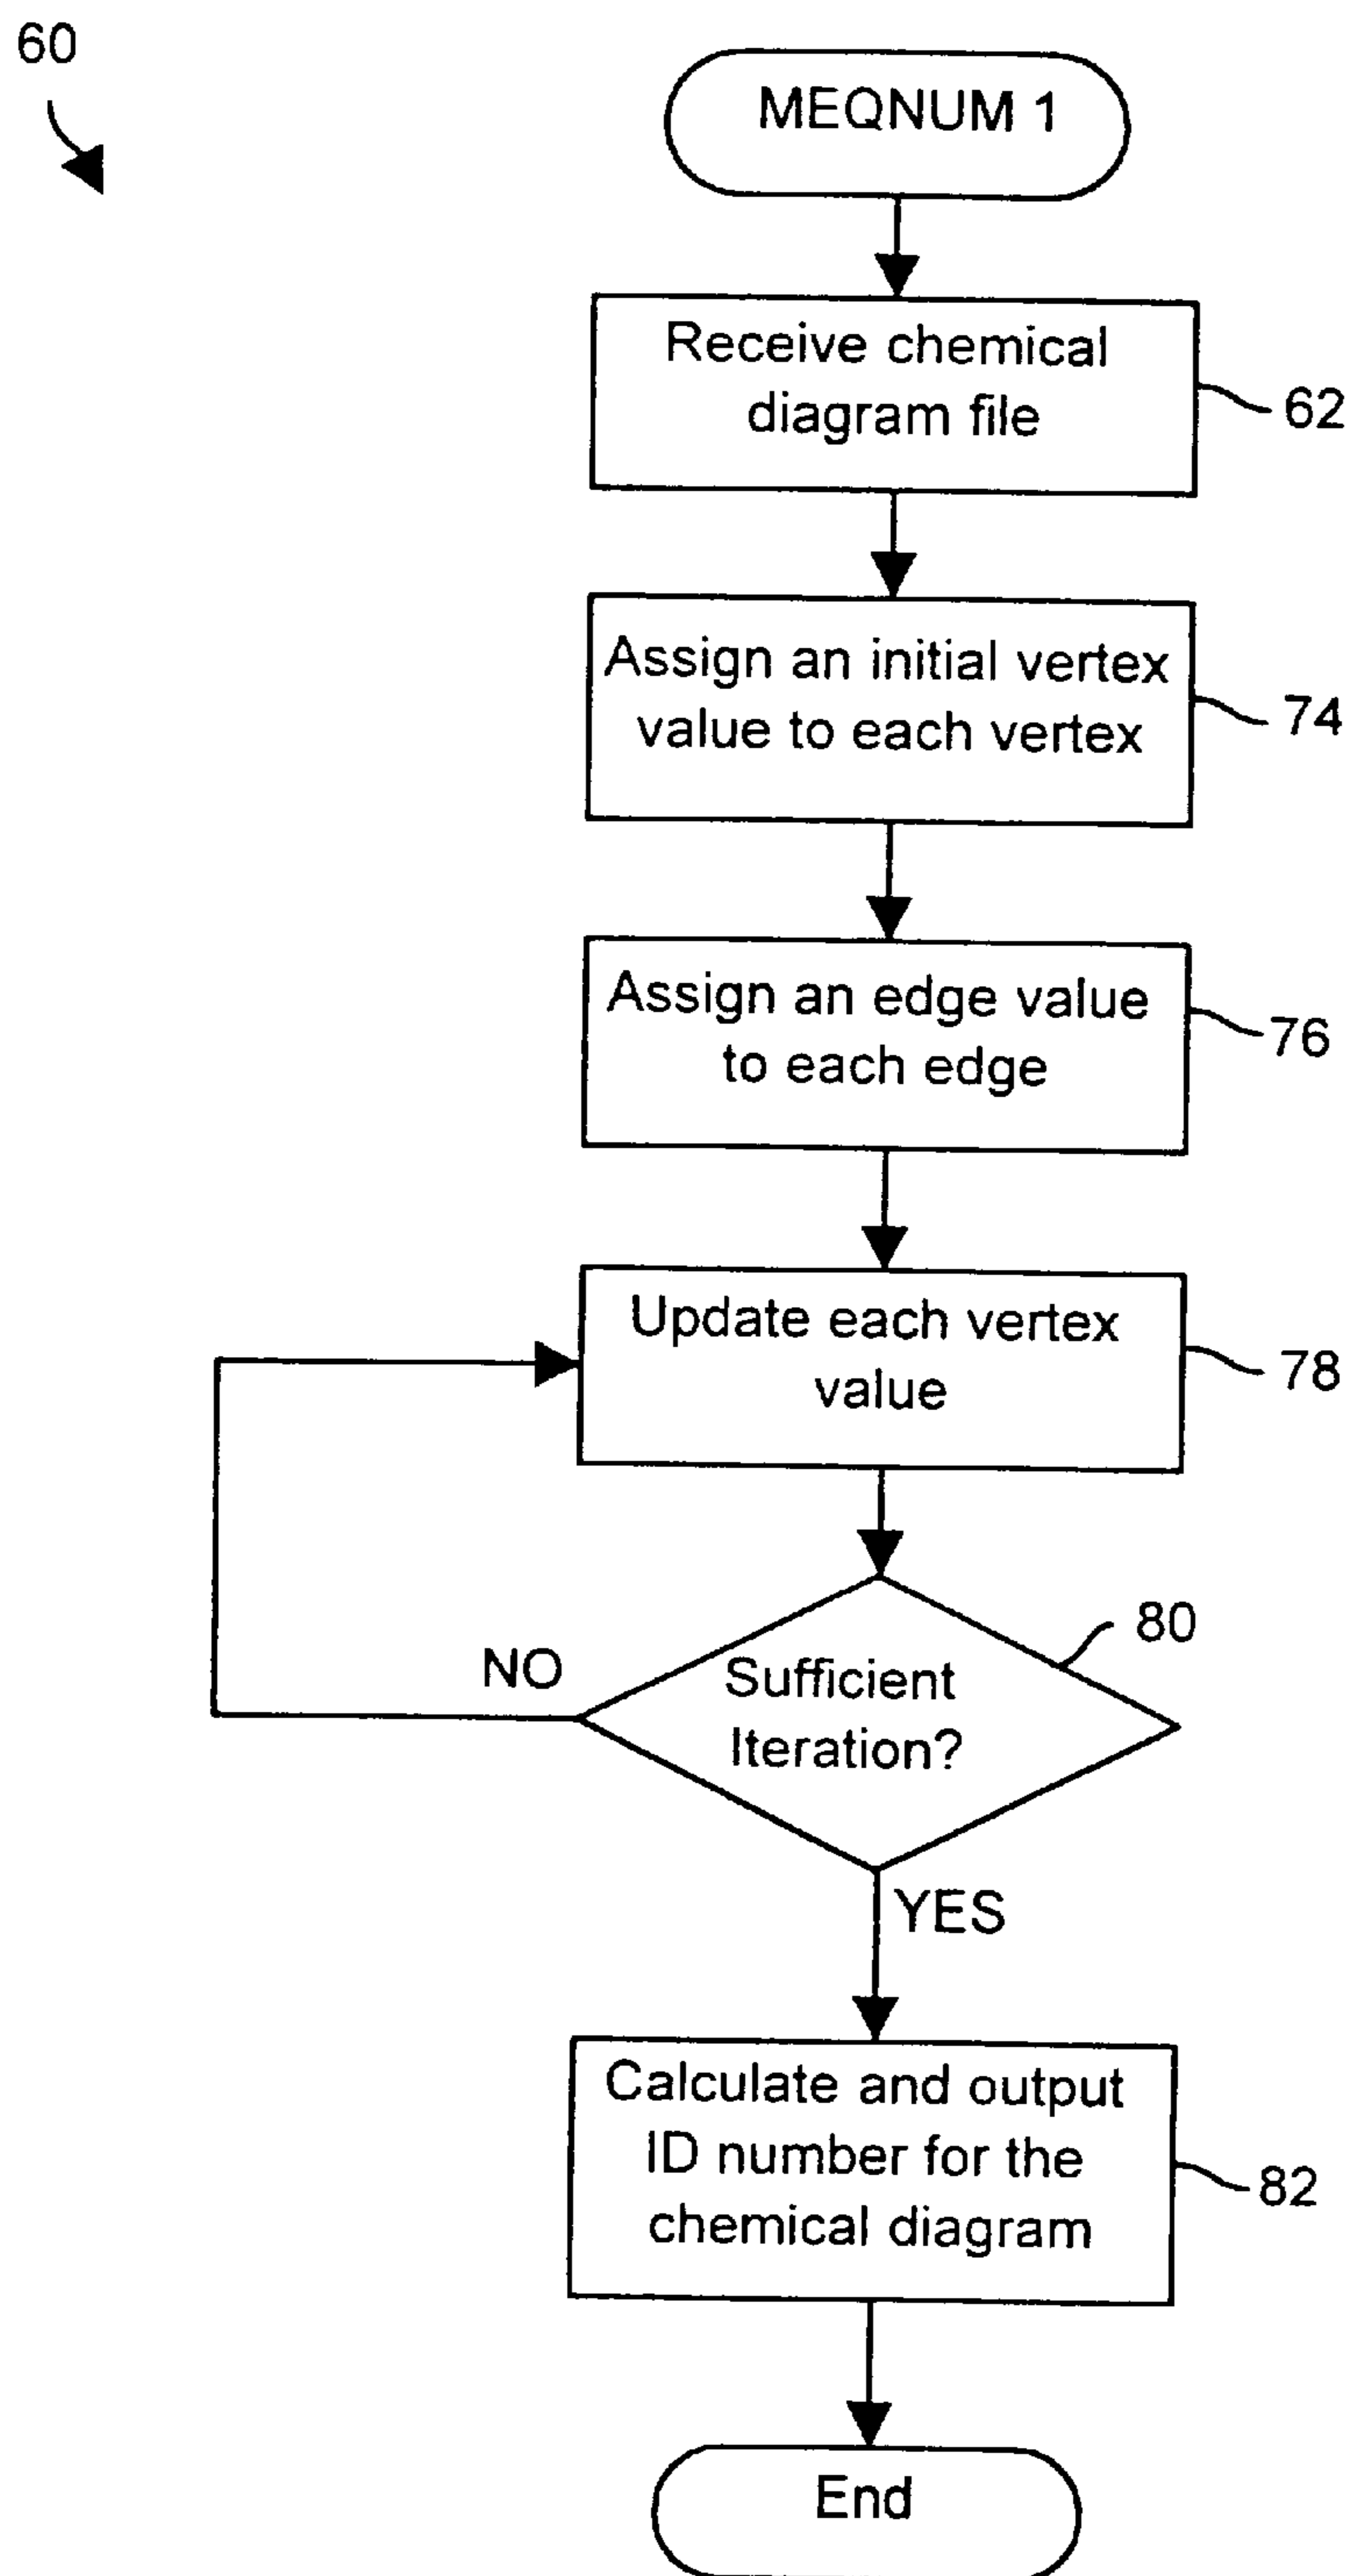 60
MEQNUM 1
Receive chemical
diagram file
62
Assign an initial vertex
value to each vertex
74
Assign an edge value
to each edge
76
Update each vertex
value
78
80
NO
Sufficient
Iteration?
YES
Calculate and output
ID number for the
chemical diagram
82
End